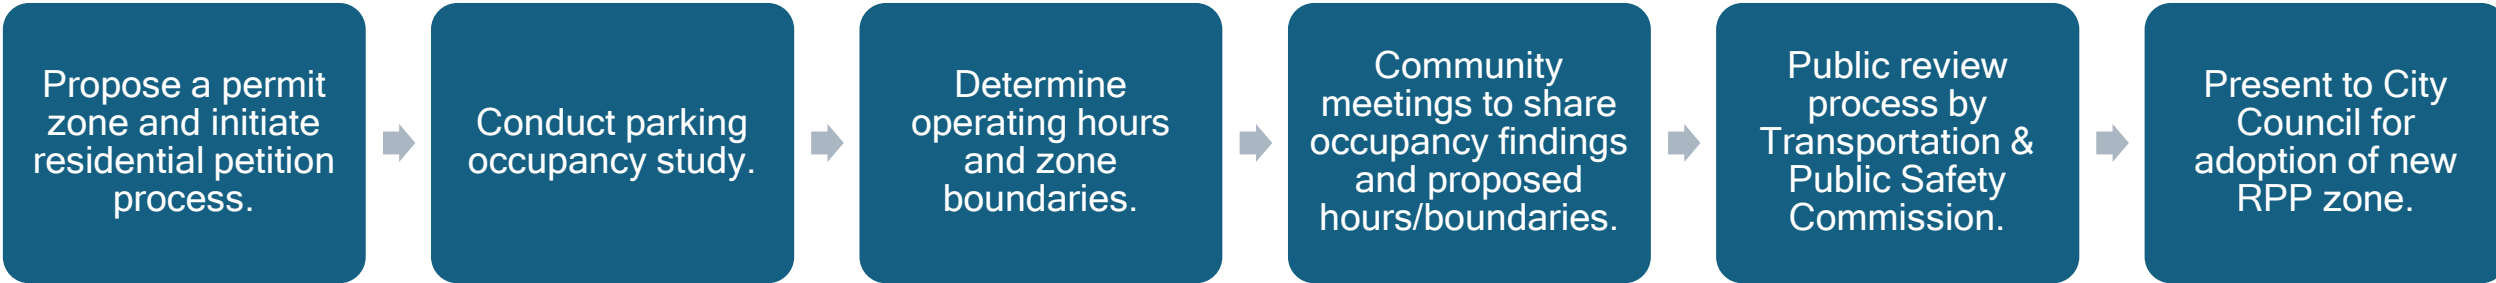 Propose a permit
zone and initiate
residential petition
process.
Conduct parking
occupancy study.
Determine
operating hours
and zone
boundaries.
Community
meetings to share
occupancy findings
and proposed
hours/boundaries.
Public review
process by
Transportation &
Public Safety
Commission.
Present to City
Council for
adoption of new
RPP zone.